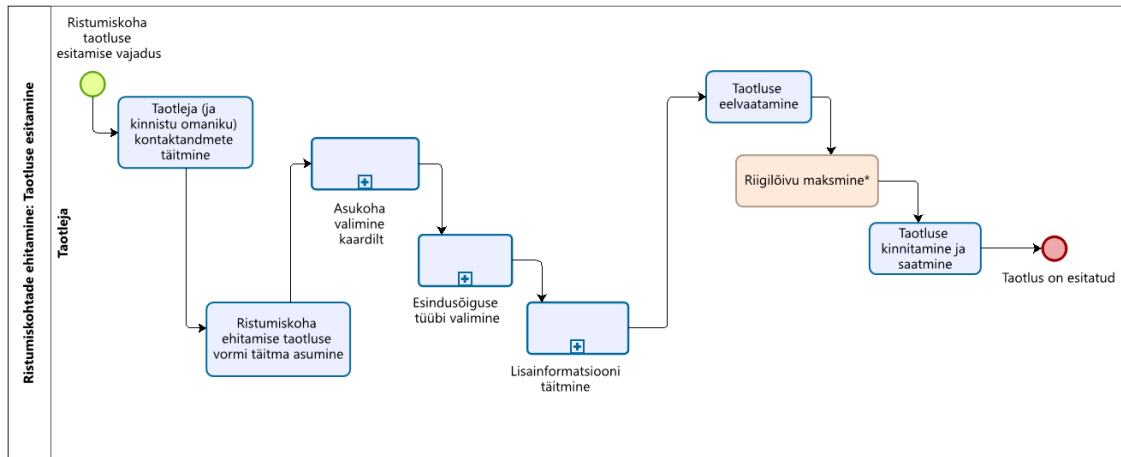 Ristumiskohtade ehitamine: Taotluse esitamine
Taotleja
Ristumiskoha
taotluse
esitamise vajadus
Taotleja (ja
kinnistu omaniku)
kontaktandmete
täitmine
Ristumiskoha
ehitamise taotluse
vormi täitma asumine
Asukoha
valimine
kaardilt
Esindusõiguse
tüübi valimine
Lisainformatsiooni
täitmine
Taotluse
eelvaatamine
Riigilõivu maksmine*
Taotluse
kinnitamine ja
saatmine
Taotlus on esitatud